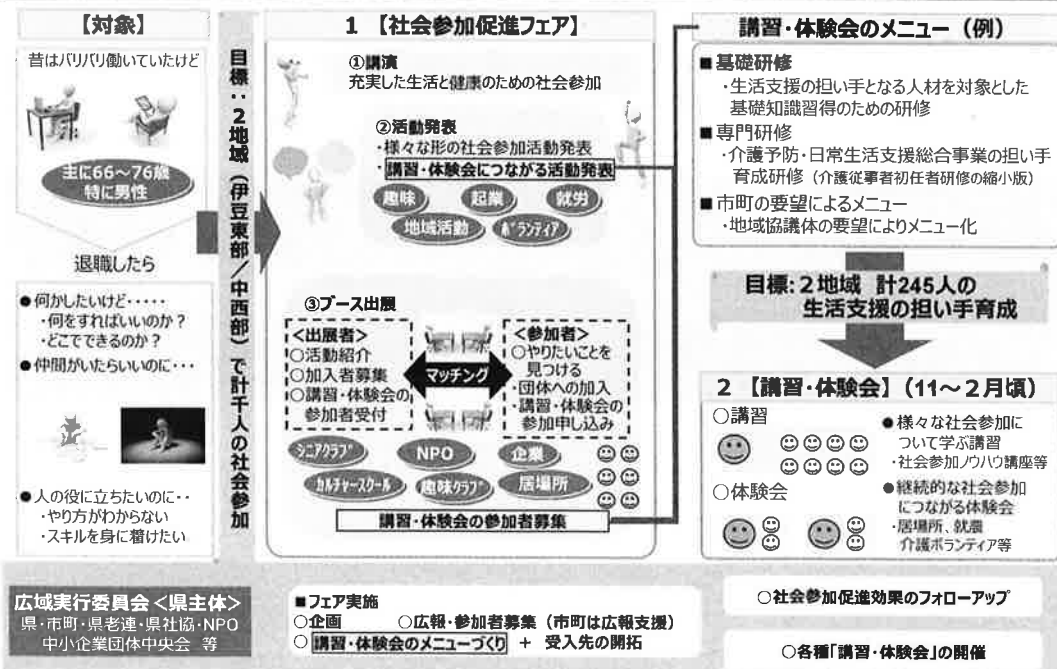 【対象】
昔はバリバリ働いていたけど
主に66～76歳
特に男性
退職したら
●何かしたいけど・・・・・
・何をすればいいのか？
・どこでできるのか？
●仲間がいたらいいのに・・・
●人の役に立ちたいのに・・
・やり方がわからない
・スキルを身に着けたい
目標：２地域（伊豆東部／中西部）で計千人の社会参加
１ 【社会参加促進フェア】
①講演
充実した生活と健康のための社会参加
②活動発表
・様々な形の社会参加活動発表
・講習・体験会につながる活動発表
趣味
起業
就労
地域活動
ﾎﾞランティア
③ブース出展
＜出展者＞
○活動紹介
○加入者募集
○講習・体験会の
参加者受付
マッチング
＜参加者＞
○やりたいことを
見つける
・団体への加入
・講習・体験会の
参加申し込み
シニアクラブ
NPO
企業
カルチャースクール
趣味クラブ
居場所
講習・体験会の参加者募集
講習・体験会のメニュー（例）
■基礎研修
・生活支援の担い手となる人材を対象とした
基礎知識習得のための研修
■専門研修
・介護予防・日常生活支援総合事業の担い手
育成研修（介護従事者初任者研修の縮小版）
■市町の要望によるメニュー
・地域協議体の要望によりメニュー化
目標:２地域 計245人の
生活支援の担い手育成
２ 【講習・体験会】（11～２月頃）
○講習
●様々な社会参加に
ついて学ぶ講習
・社会参加ノウハウ講座等
○体験会
●継続的な社会参加
につながる体験会
・居場所、就農
介護ボランティア等
広域実行委員会＜県主体＞
県・市町・県老連・県社協・NPO
中小企業団体中央会 等
■フェア実施
○企画 ○広報・参加者募集（市町は広報支援）
○講習・体験会のメニューづくり ＋ 受入先の開拓
○社会参加促進効果のフォローアップ
○各種「講習・体験会」の開催